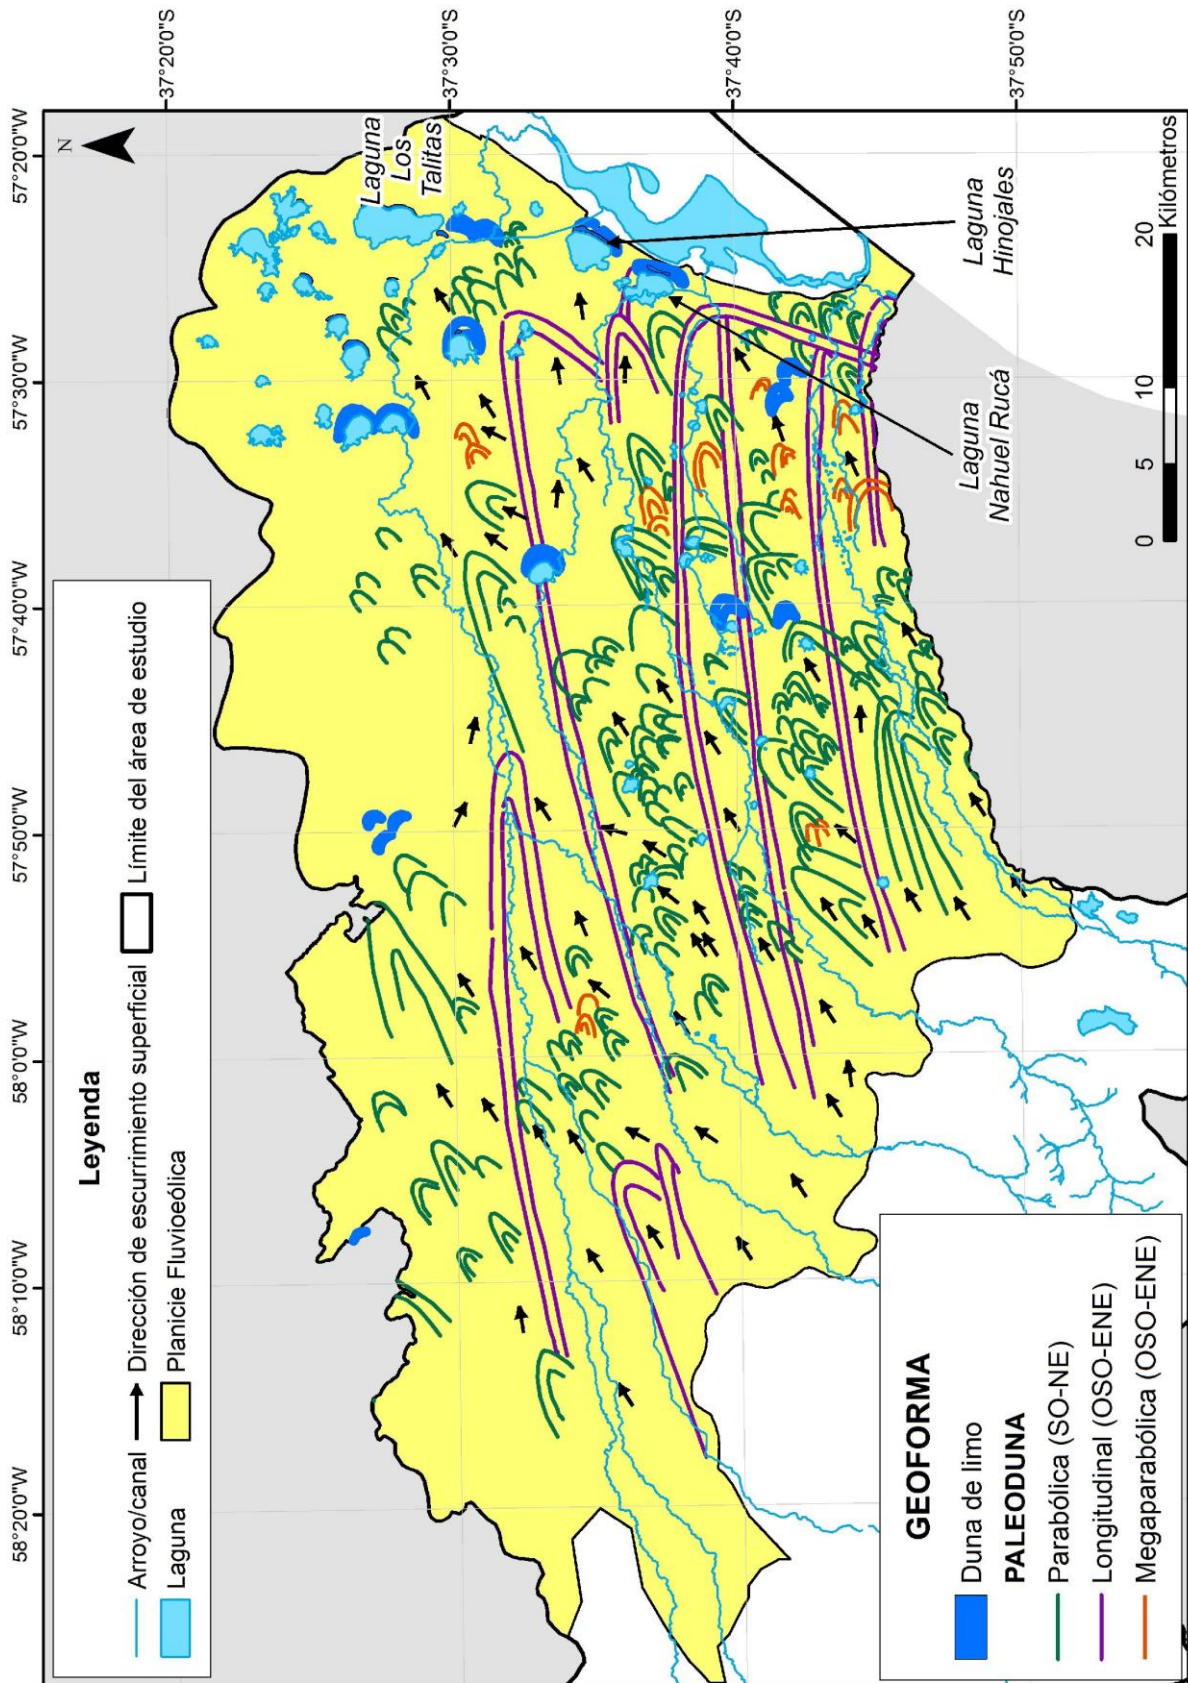 58°20'0"W
58°10'0"W
58°0'0"W
57°50'0"W
57°40'0"W
57°30'0"W
57°20'0"W
37°20'0"S
37°30'0"S
37°40'0"S
37°50'0"S
Leyenda
Arroyo/canal
Dirección de escurrimiento superficial
Límite del área de estudio
Laguna
Planicie Fluvioeólica
N
Laguna
Los
Talitas
Laguna
Hinojales
Laguna
Nahuel Rucá
GEOFORMA
Duna de limo
PALEODUNA
Parabólica (SO-NE)
Longitudinal (OSO-ENE)
Megaparabólica (OSO-ENE)
0 5 10 20
Kilómetros